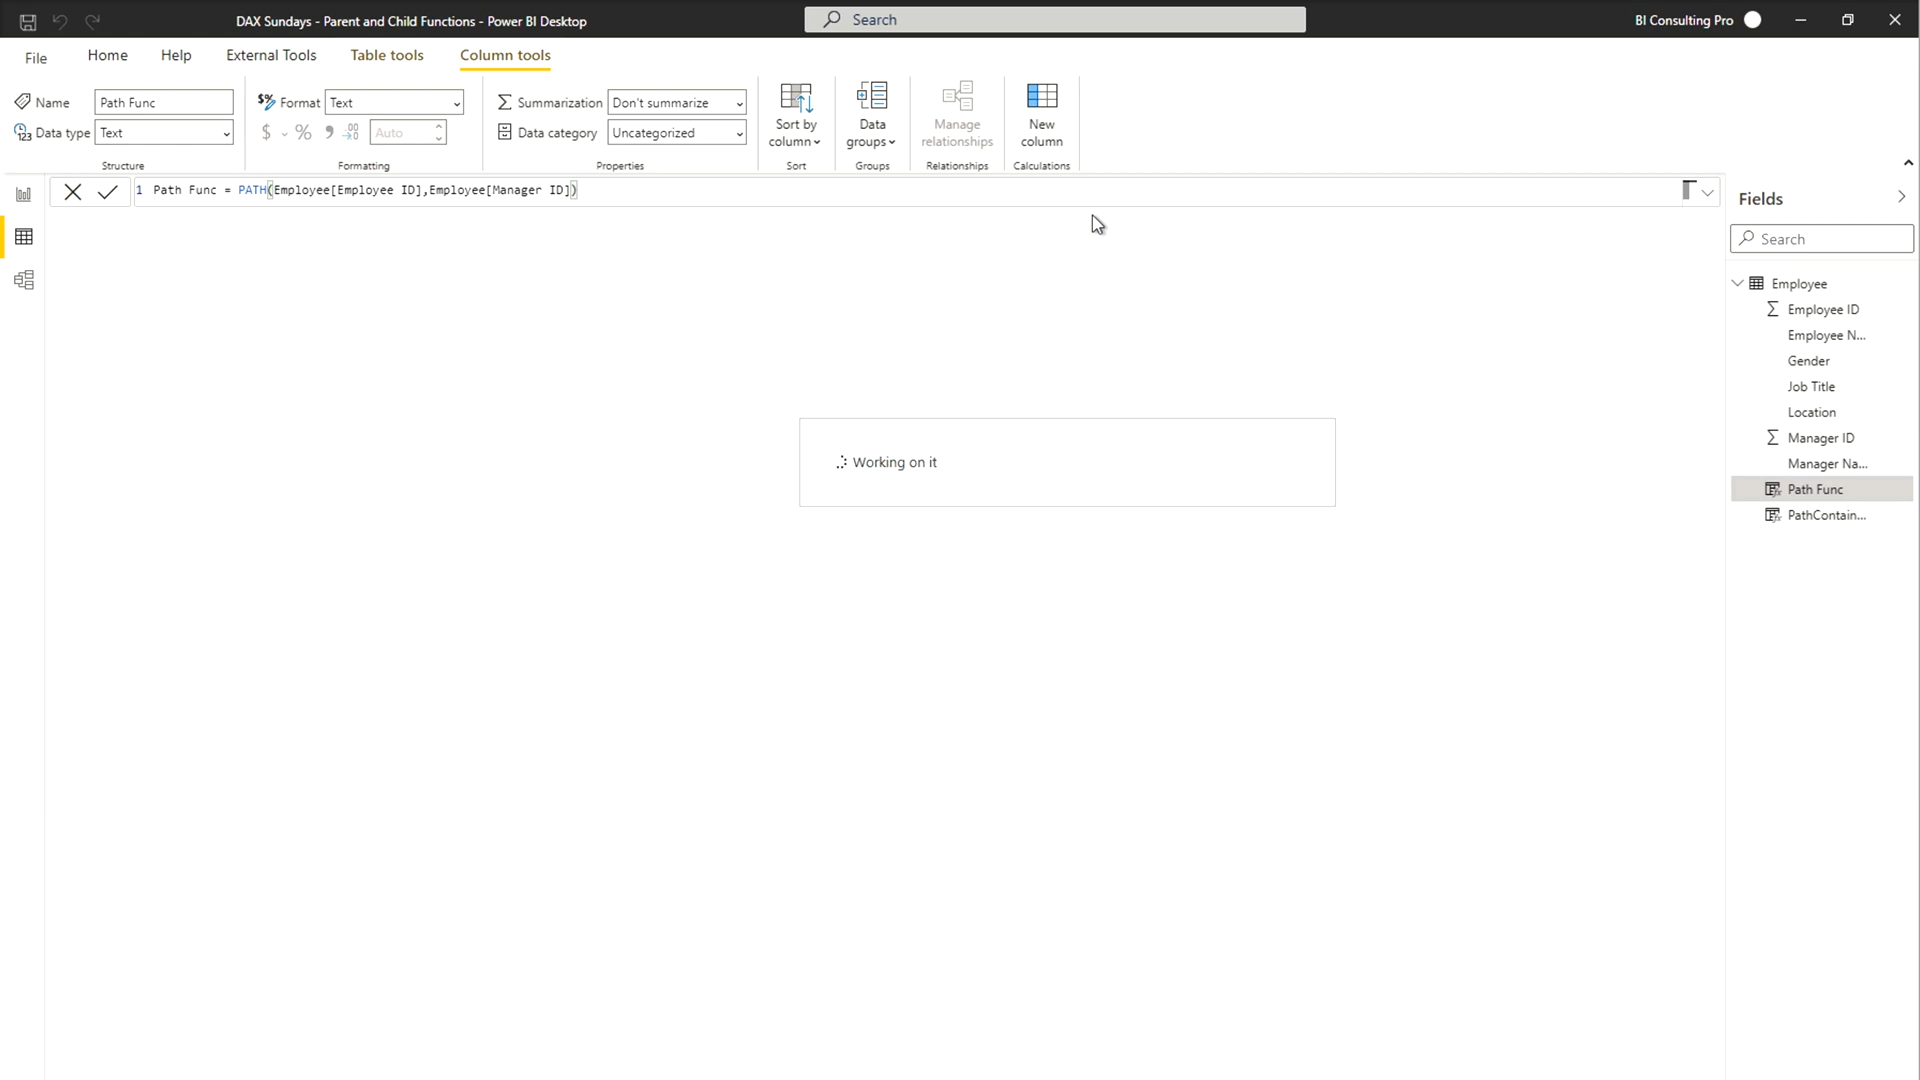 DAX Sundays - Parent and Child Functions - Power BI Desktop
Search
BI Consulting Pro
File
Home
Help
External Tools
Table tools
Column tools
Name
Path Func
Data type
Text
Structure
Format
Text
$ % 9 .00
Auto
Formatting
Summarization
Don't summarize
Data category
Uncategorized
Properties
Sort by
column
Sort
Data
groups
Groups
Manage
relationships
Relationships
New
column
Calculations
1 Path Func = PATH(Employee[Employee ID],Employee[Manager ID])
Working on it
Fields
Search
Employee
Employee ID
Employee N...
Gender
Job Title
Location
Manager ID
Manager Na...
Path Func
PathContain...